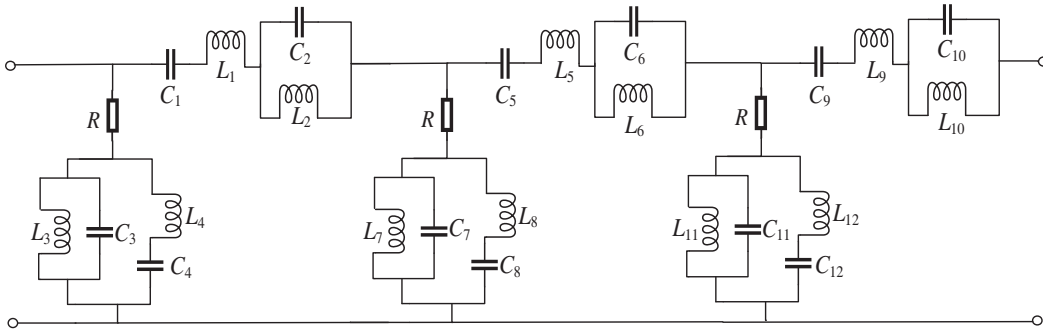 C₁
L₁
C₂
L₂
C₅
L₅
C₆
L₆
C₉
L₉
C₁₀
L₁₀
R
R
R
L₃
C₃
L₄
C₄
L₇
C₇
L₈
C₈
L₁₁
C₁₁
L₁₂
C₁₂